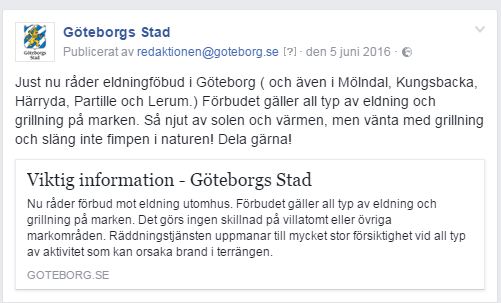 Göteborgs Stad
Göteborgs
Stad
Publicerat av redaktionen@goteborg.se [?] · den 5 juni 2016 ·
Just nu råder eldningföbud i Göteborg ( och även i Mölndal, Kungsbacka,
Härryda, Partille och Lerum.) Förbudet gäller all typ av eldning och
grillning på marken. Så njut av solen och värmen, men vänta med grillning
och släng inte fimpen i naturen! Dela gärna!
Viktig information - Göteborgs Stad
Nu råder förbud mot eldning utomhus. Förbudet gäller all typ av eldning och
grillning på marken. Det görs ingen skillnad på villatomt eller övriga
markområden. Räddningstjänsten uppmanar till mycket stor försiktighet vid all typ
av aktivitet som kan orsaka brand i terrängen.
GOTEBORG.SE